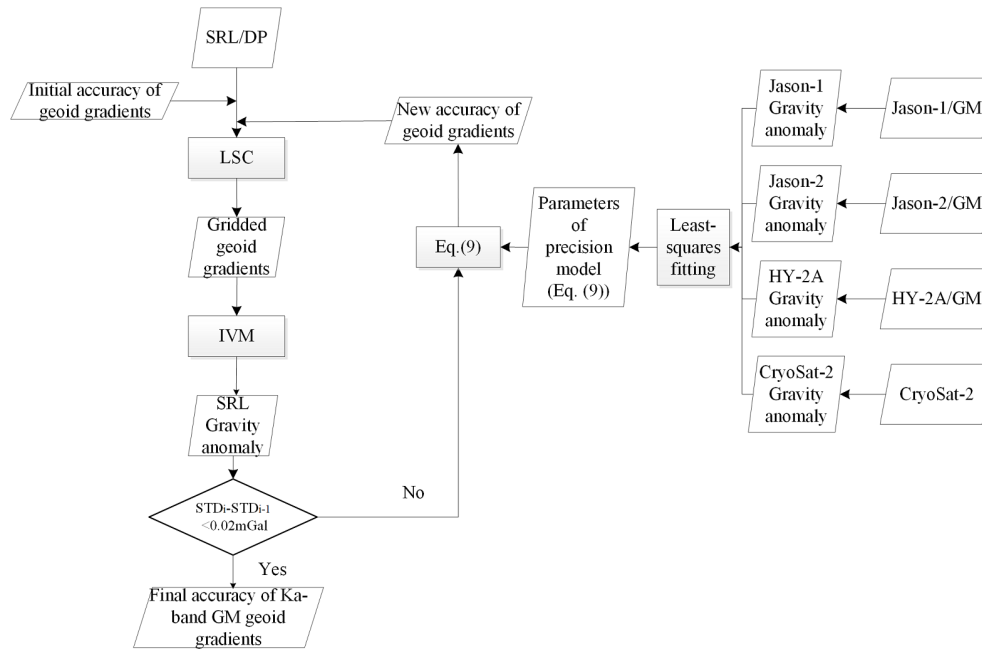 SRL/DP
Initial accuracy of
geoid gradients
New accuracy of
geoid gradients
LSC
Gridded
geoid
gradients
IVM
SRL
Gravity
anomaly
STDi-STDi-1
<0.02mGal
No
Yes
Final accuracy of Ka-
band GM geoid
gradients
Eq.(9)
Parameters
of
precision
model
(Eq. (9))
Least-
squares
fitting
Jason-1
Gravity
anomaly
Jason-1/GM
Jason-2
Gravity
anomaly
Jason-2/GM
HY-2A
Gravity
anomaly
HY-2A/GM
CryoSat-2
Gravity
anomaly
CryoSat-2